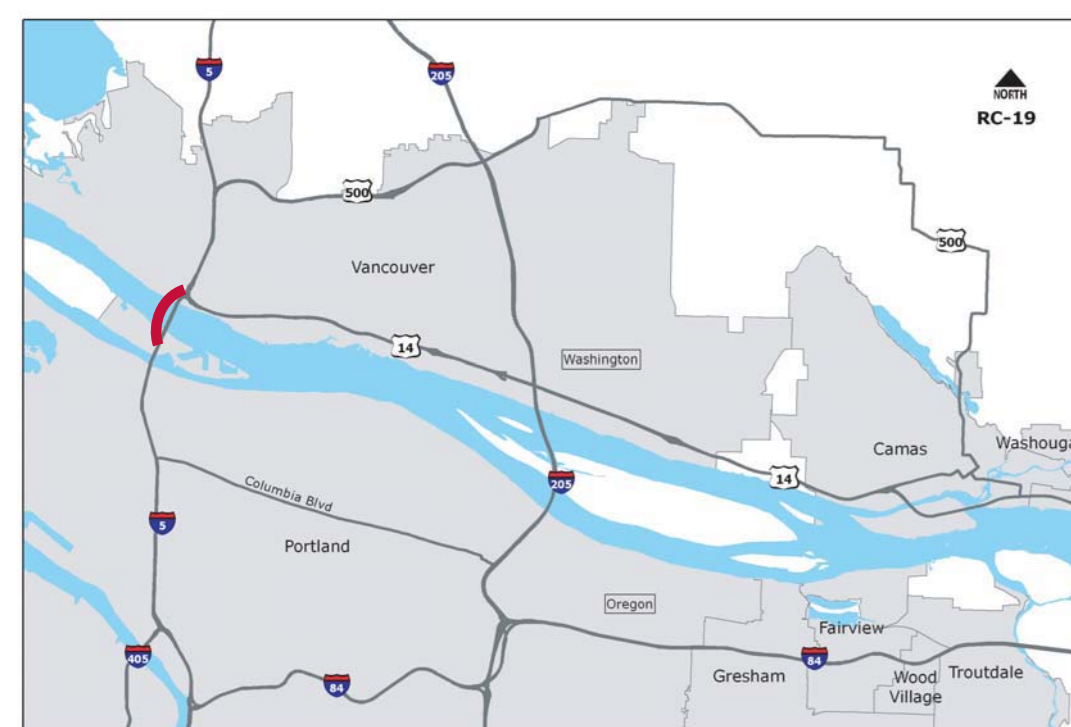 5
205
NORTH
RC-19
500
500
Vancouver
14
Washington
Camas
Washouga
14
205
Columbia Blvd
5
Portland
Oregon
Fairview
405
84
84
Gresham
Wood
Village
Troutdale